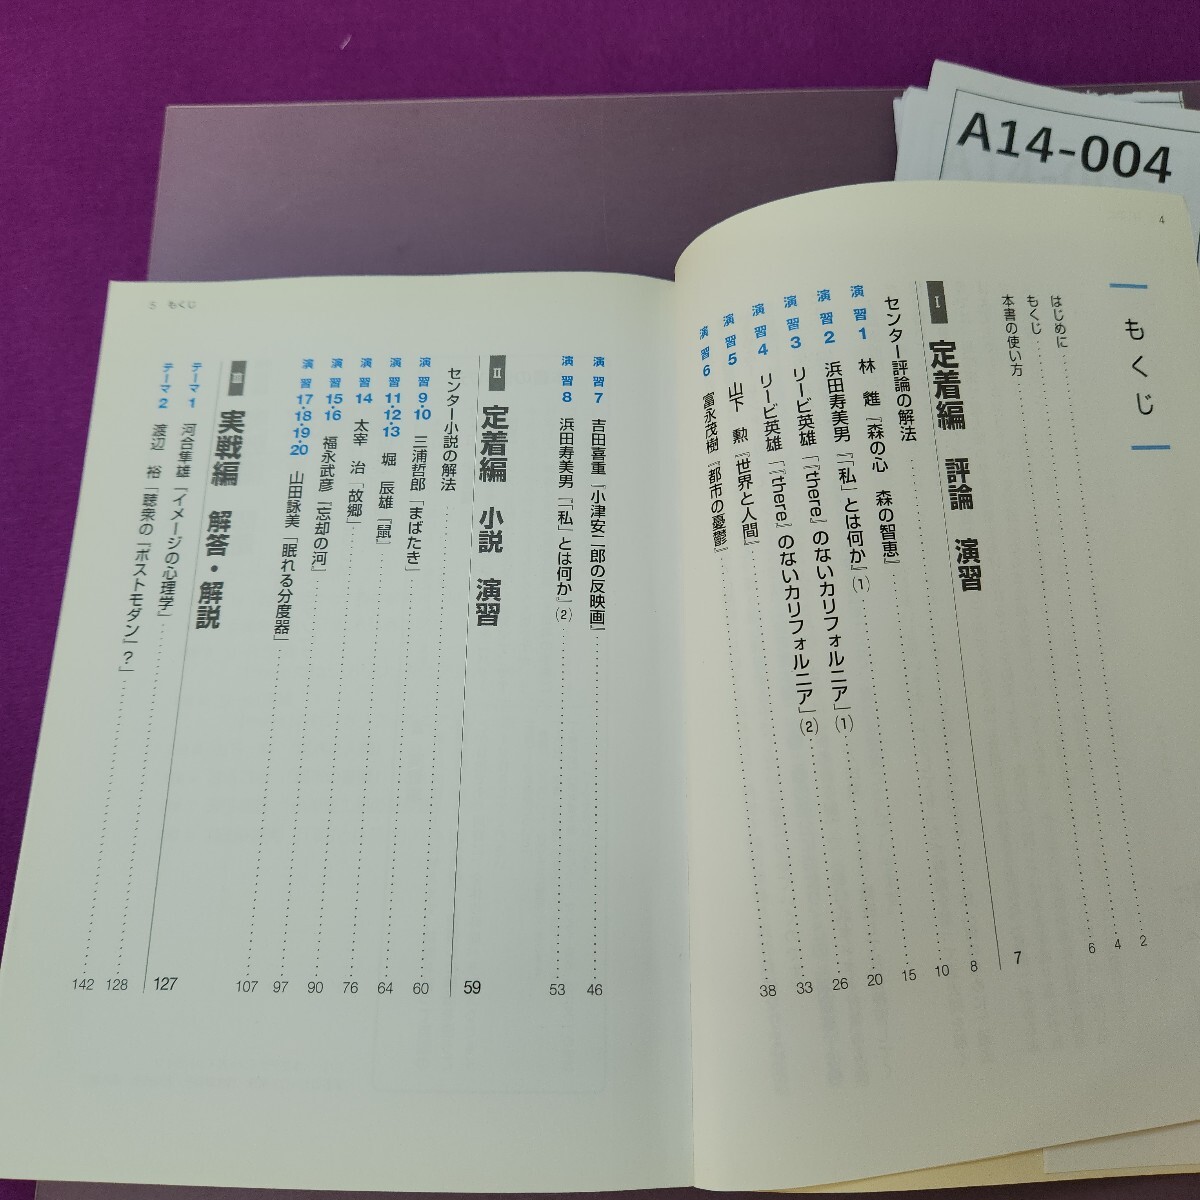 A14-004
4
もくじ
はじめに 2
もくじ 4
本書の使い方 6
I 定着編 評論 演習 7
センター評論の解法 8
演習1 林 甦『森の心 森の智恵』 10
演習2 浜田寿美男『「私」とは何か』(1) 15
演習3 リービ英雄「『there』のないカリフォルニア」(1) 20
演習4 リービ英雄「『there』のないカリフォルニア」(2) 26
演習5 山下 勲『世界と人間』 33
演習6 富永茂樹『都市の憂鬱』 38
演習7 吉田喜重『小津安二郎の反映画』 46
演習8 浜田寿美男『「私」とは何か』(2) 53
II 定着編 小説 演習 59
センター小説の解法 60
演習9・10 三浦哲郎「まばたき」 64
演習11・12・13 堀 辰雄『鼠』 76
演習14 太宰 治「故郷」 90
演習15・16 福永武彦『忘却の河』 97
演習17・18・19・20 山田詠美「眠れる分度器」 107
実戦編 解答・解説 127
テーマ1 河合隼雄「イメージの心理学」 128
テーマ2 渡辺 裕「聴衆の「ポストモダン」?」 142
5 もくじ